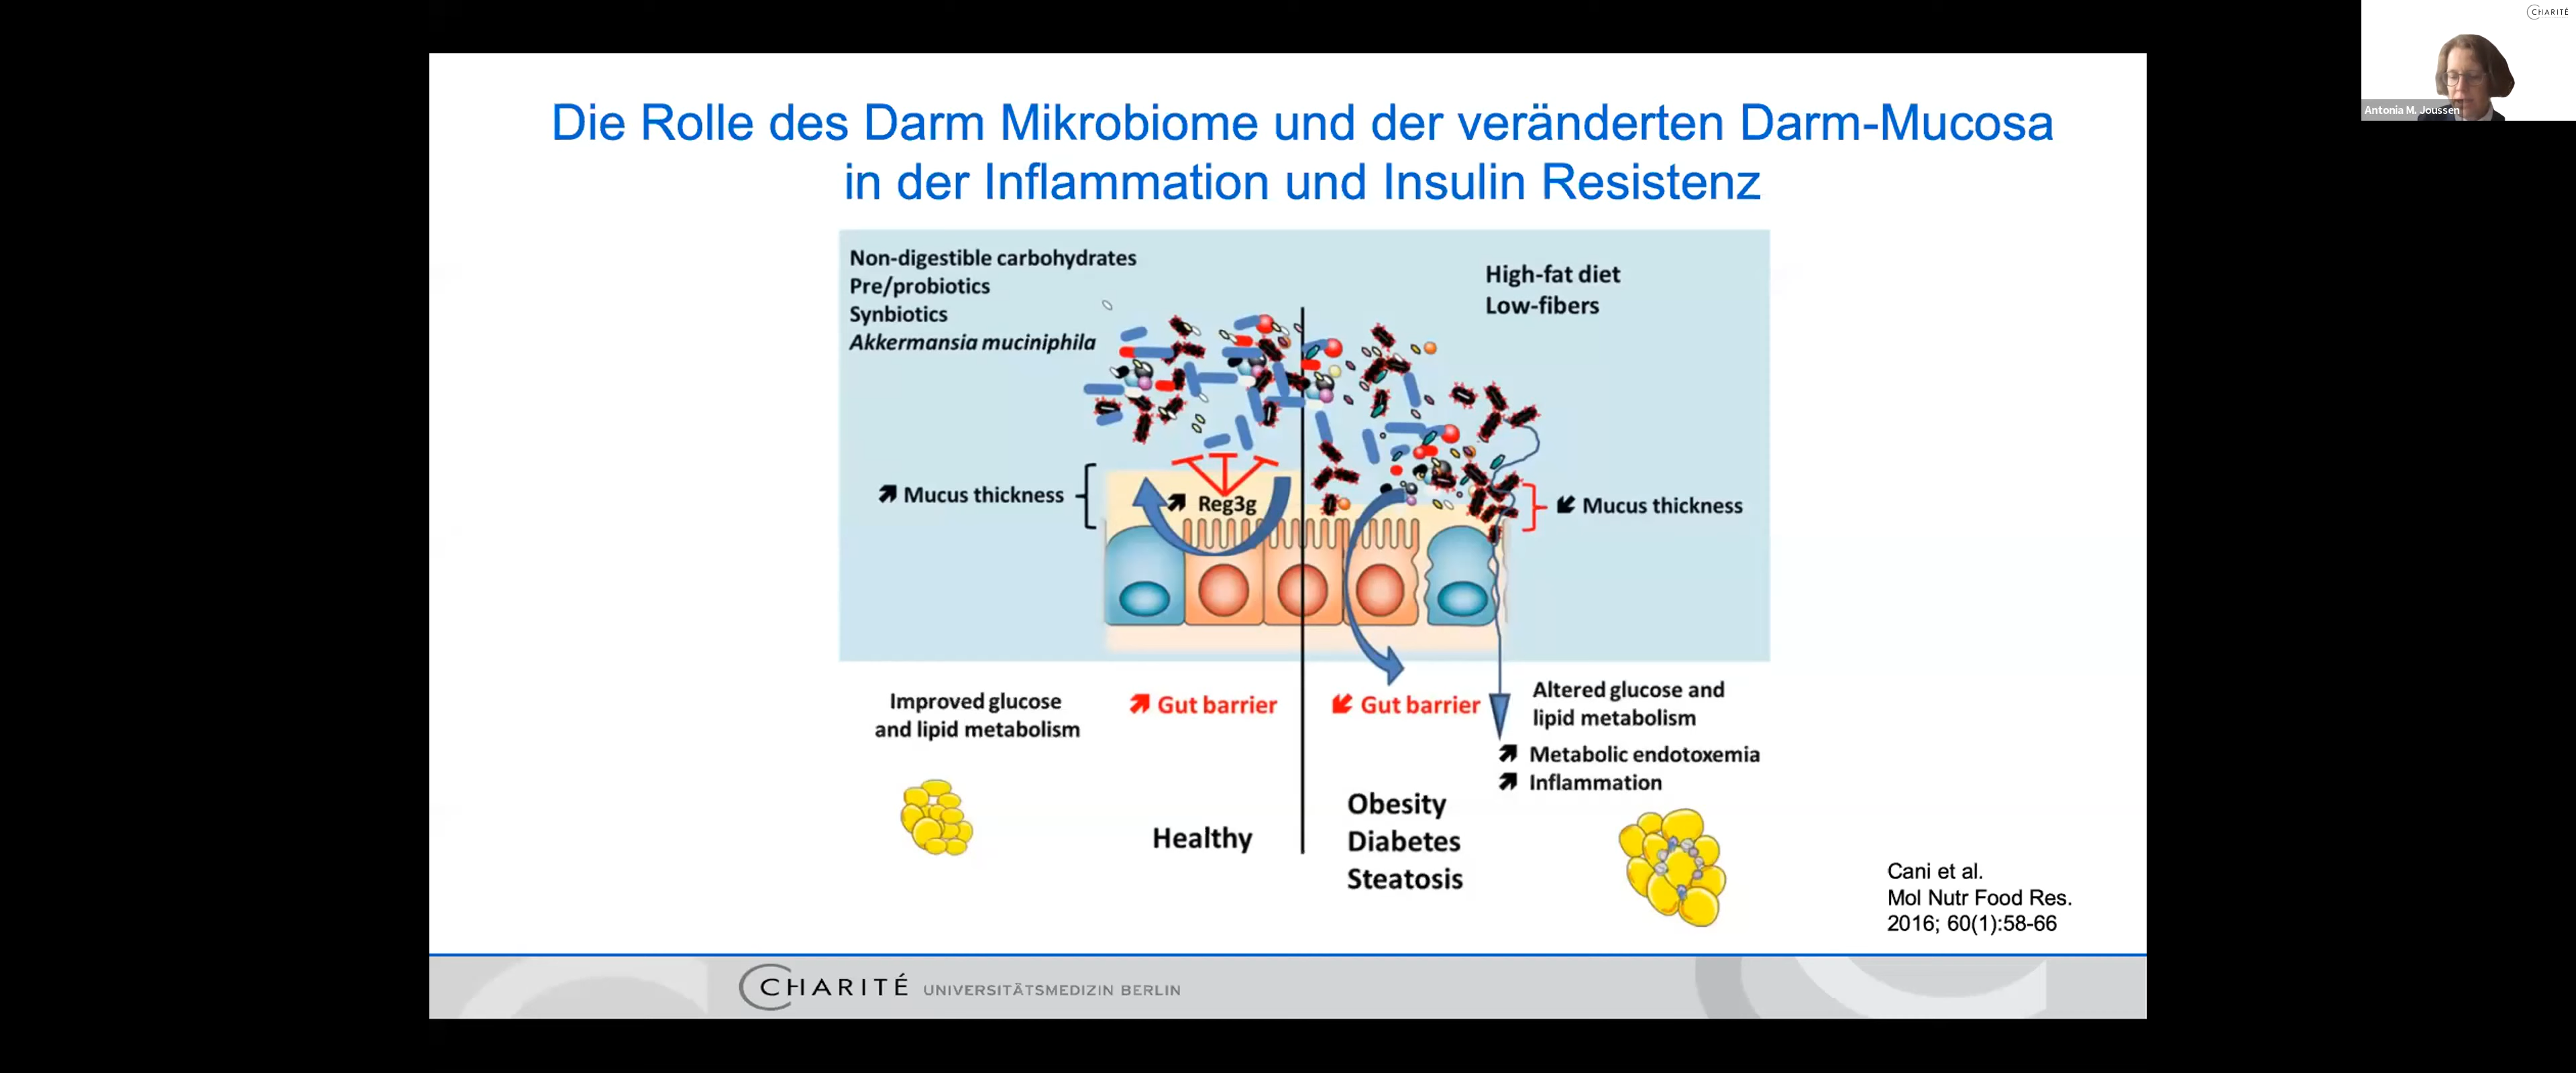 CHARITÉ
Antonia M. Joussen
Die Rolle des Darm Mikrobiome und der veränderten Darm-Mucosa
in der Inflammation und Insulin Resistenz
Non-digestible carbohydrates
Pre/probiotics
Synbiotics
Akkermansia muciniphila
High-fat diet
Low-fibers
Mucus thickness
Reg3g
Mucus thickness
Improved glucose
and lipid metabolism
Gut barrier
Gut barrier
Altered glucose and
lipid metabolism
Metabolic endotoxemia
Inflammation
Healthy
Obesity
Diabetes
Steatosis
Cani et al.
Mol Nutr Food Res.
2016; 60(1):58-66
CHARITÉ UNIVERSITÄTSMEDIZIN BERLIN